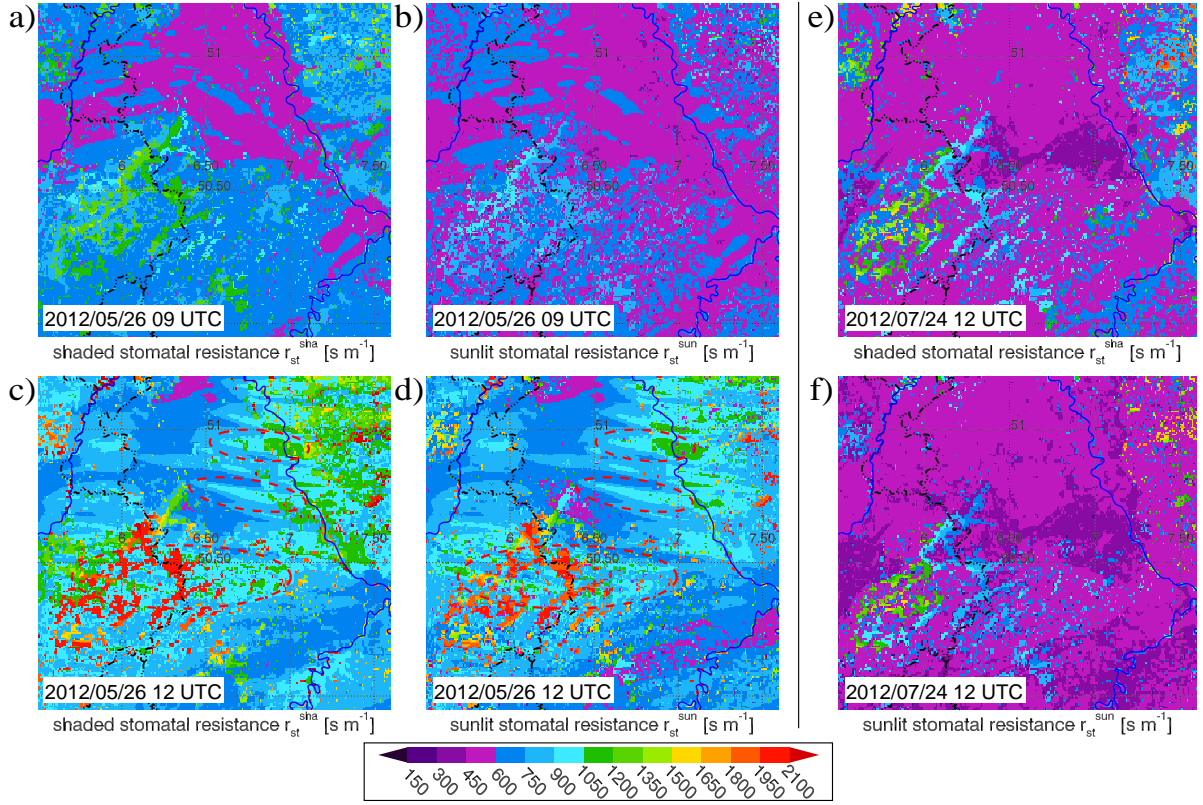 a)
b)
e)
51
51
51
6
6.50
7
7.50
50.50
6
6.50
7
7.50
50.50
6
6.50
7
7.50
50.50
2012/05/26 09 UTC
2012/05/26 09 UTC
2012/07/24 12 UTC
shaded stomatal resistance r_st^sha [s m⁻¹]
sunlit stomatal resistance r_st^sun [s m⁻¹]
shaded stomatal resistance r_st^sha [s m⁻¹]
c)
d)
f)
51
51
51
6
6.50
7
7.50
50.50
6
6.50
7
7.50
50.50
6
6.50
7
7.50
50.50
2012/05/26 12 UTC
2012/05/26 12 UTC
2012/07/24 12 UTC
shaded stomatal resistance r_st^sha [s m⁻¹]
sunlit stomatal resistance r_st^sun [s m⁻¹]
sunlit stomatal resistance r_st^sun [s m⁻¹]
150 300 450 600 750 900 1050 1200 1350 1500 1650 1800 1950 2100